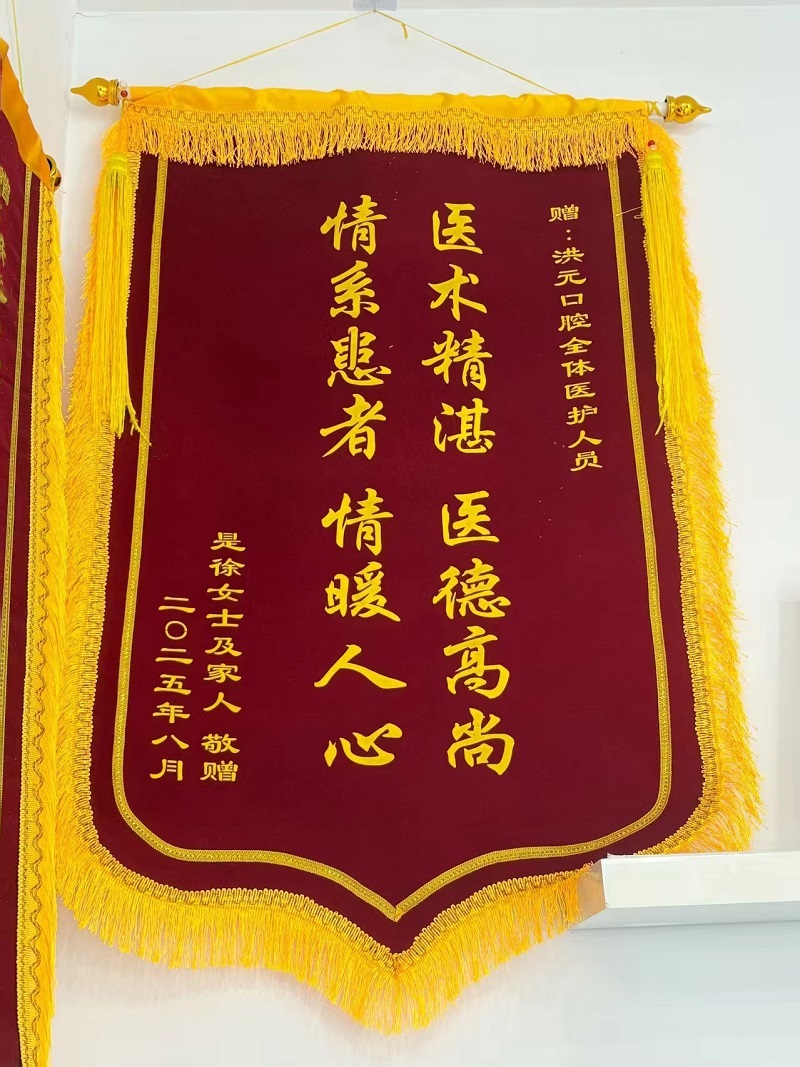 赠：洪元口腔全体医护人员
医术精湛 医德高尚
情系患者 情暖人心
是徐女士及家人 敬赠
二〇二五年八月